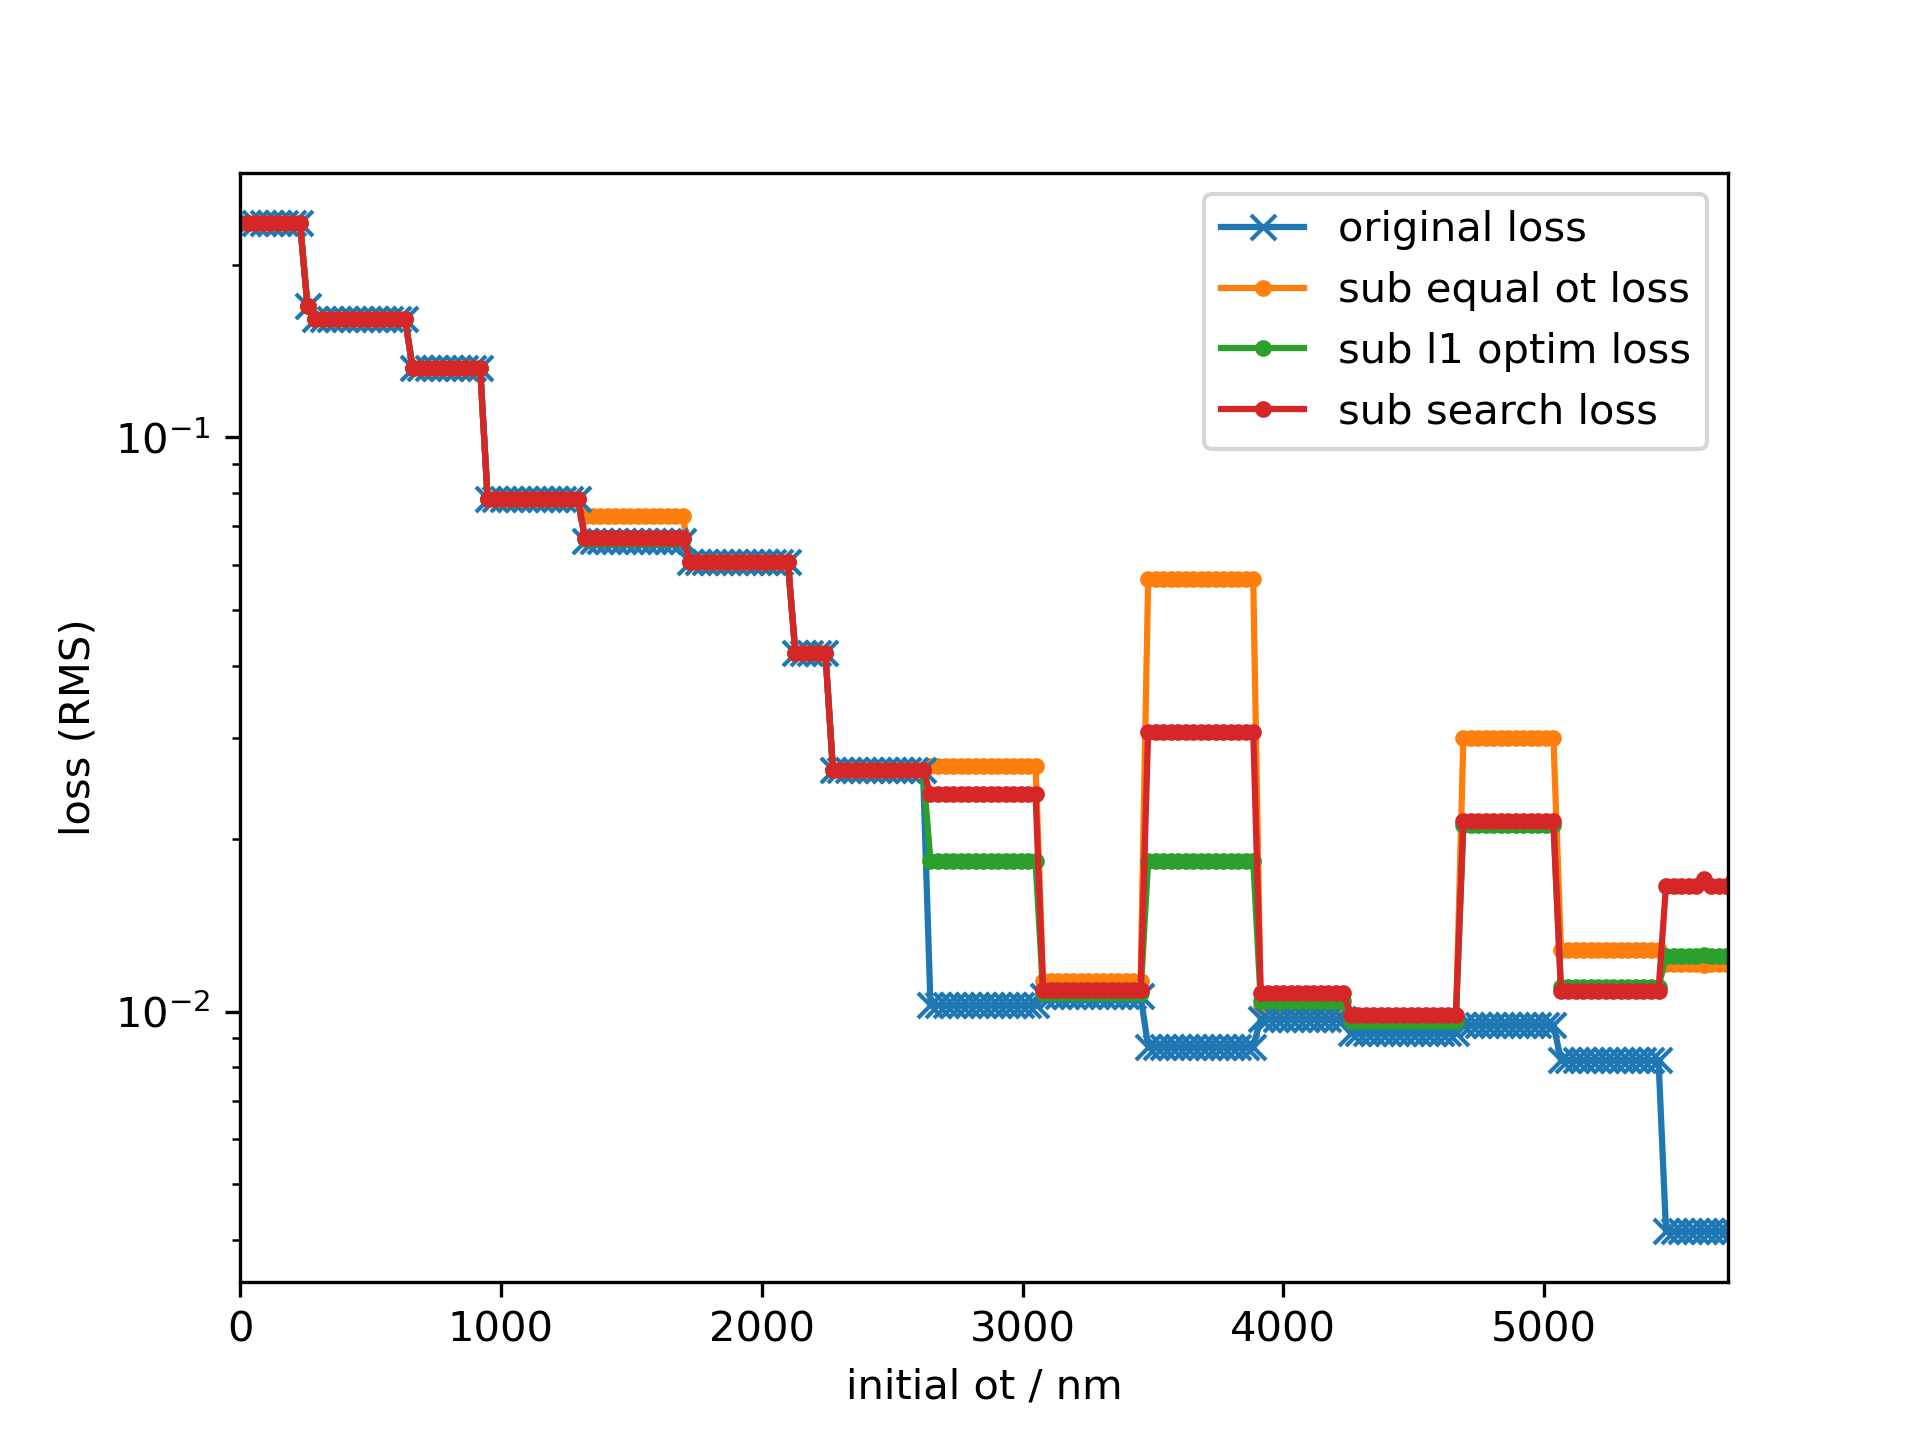 original loss
sub equal ot loss
sub l1 optim loss
sub search loss
loss (RMS)
10⁻¹
10⁻²
0 1000 2000 3000 4000 5000
initial ot / nm